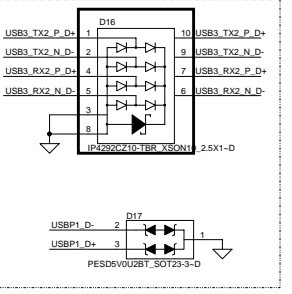 D16
USB3_TX2_P_D+ 1 10 USB3_TX2_P_D+
USB3_TX2_N_D- 2 9 USB3_TX2_N_D-
USB3_RX2_P_D+ 4 7 USB3_RX2_P_D+
USB3_RX2_N_D- 5 6 USB3_RX2_N_D-
3
8
IP4292CZ10-TBR_XSON10_2.5X1~D
D17
USBP1_D- 2
1
USBP1_D+ 3
PESD5V0U2BT_SOT23-3~D